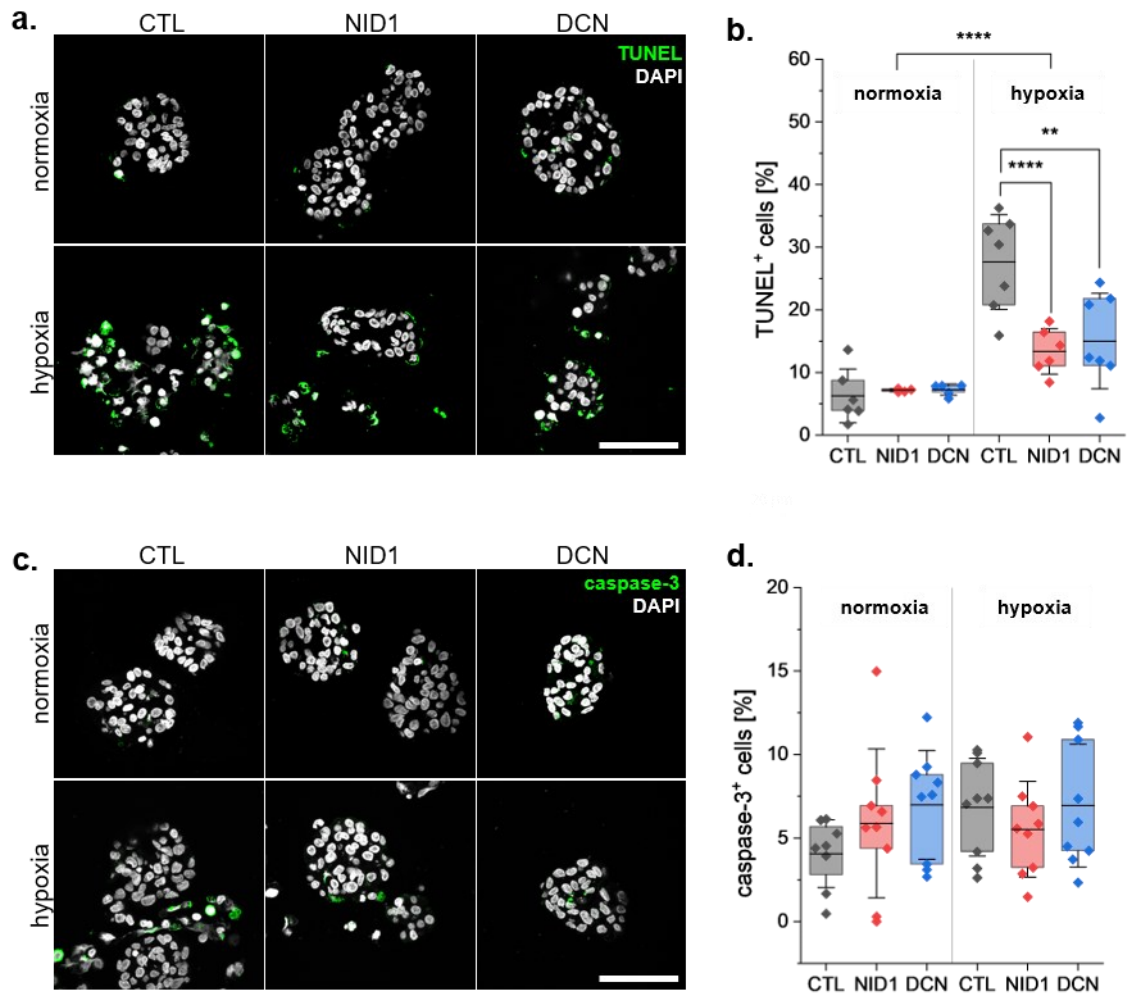 a.
CTL NID1 DCN
TUNEL
DAPI
normoxia
hypoxia
b.
TUNEL⁺ cells [%]
60
50
40
30
20
10
0
normoxia hypoxia
****
**
****
CTL NID1 DCN CTL NID1 DCN
c.
CTL NID1 DCN
caspase-3
DAPI
normoxia
hypoxia
d.
caspase-3⁺ cells [%]
20
15
10
5
0
normoxia hypoxia
CTL NID1 DCN CTL NID1 DCN